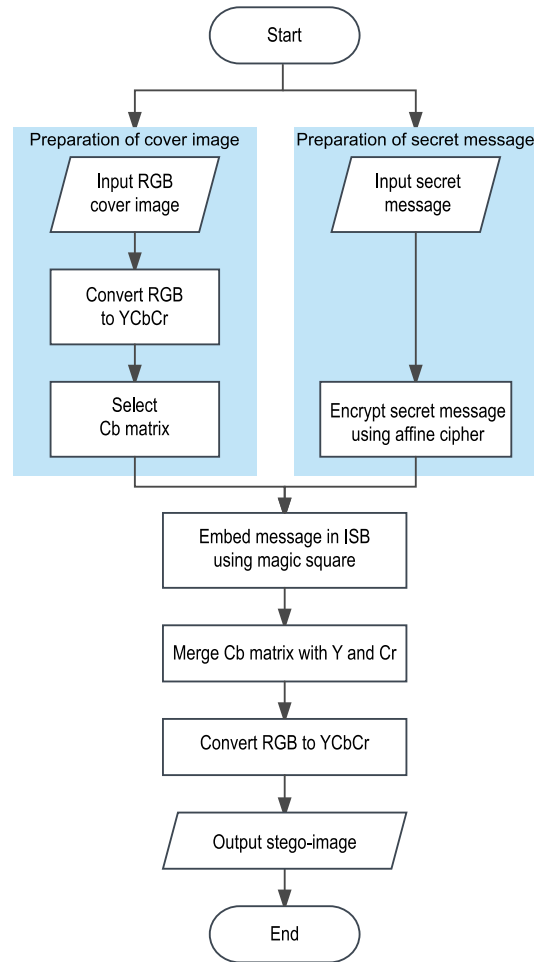 Start
Preparation of cover image
Input RGB
cover image
Convert RGB
to YCbCr
Select
Cb matrix
Preparation of secret message
Input secret
message
Encrypt secret message
using affine cipher
Embed message in ISB
using magic square
Merge Cb matrix with Y and Cr
Convert RGB to YCbCr
Output stego-image
End